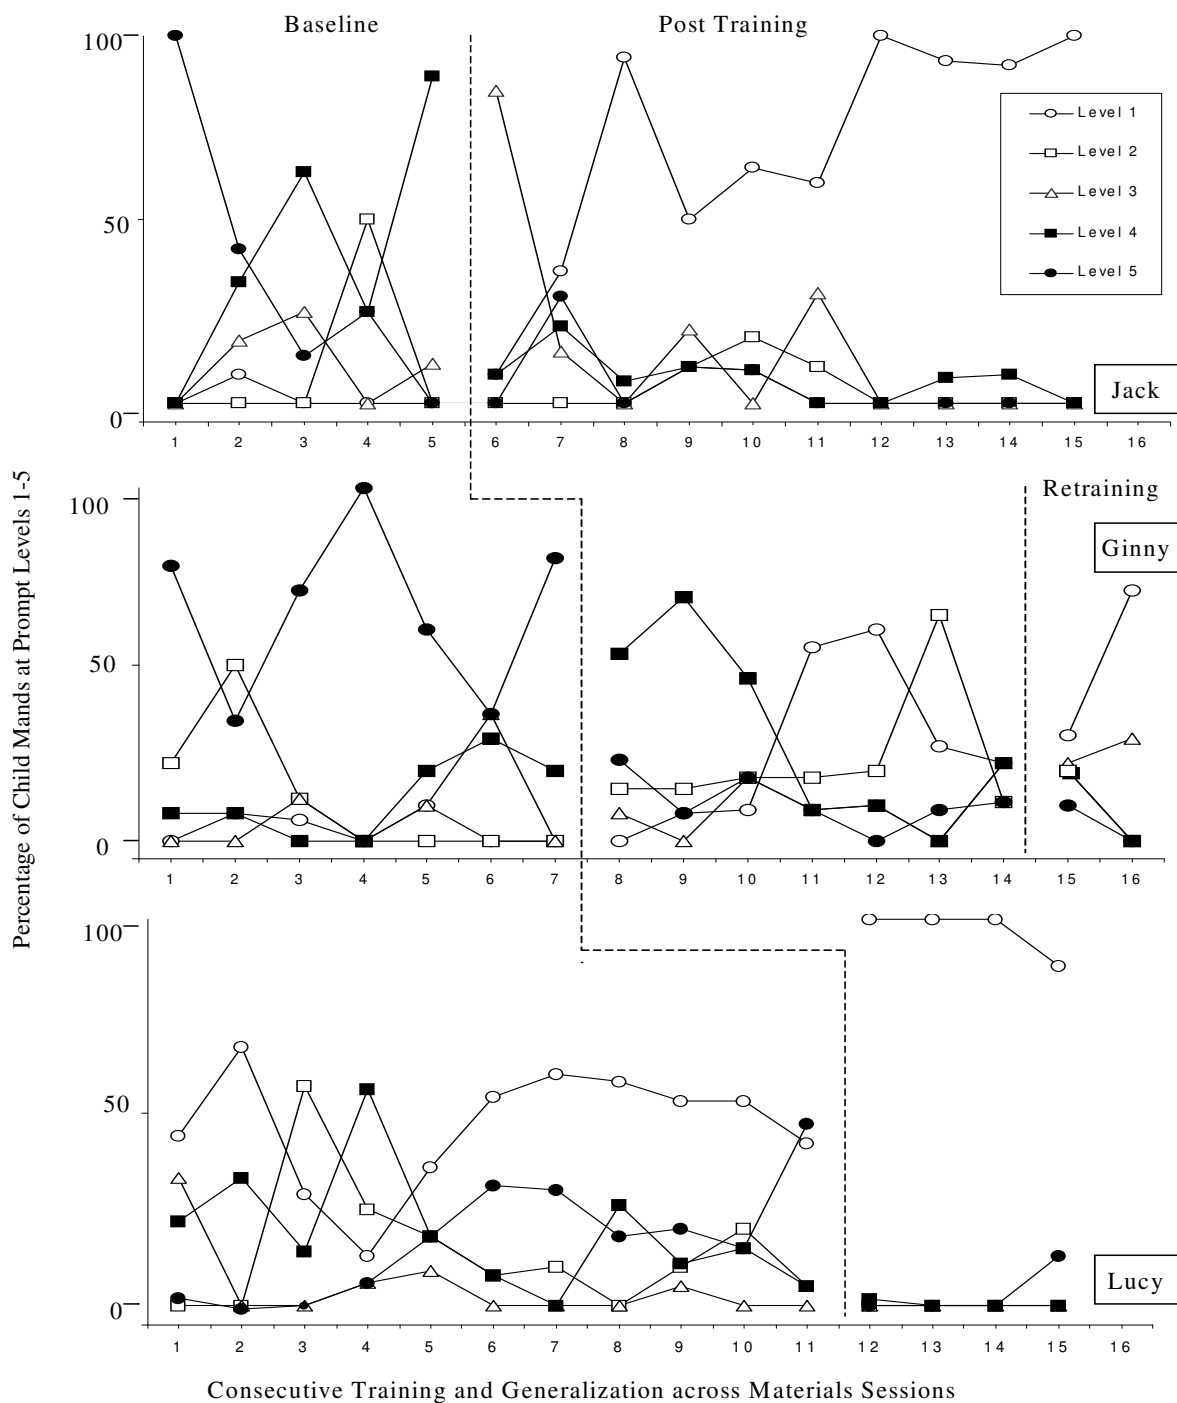 Baseline
Post Training
100
Level 1
Level 2
Level 3
Level 4
Level 5
50
0
Jack
1 2 3 4 5 6 7 8 9 10 11 12 13 14 15 16
Percentage of Child Mands at Prompt Levels 1-5
Retraining
100
Ginny
50
0
1 2 3 4 5 6 7 8 9 10 11 12 13 14 15 16
100
50
0
Lucy
1 2 3 4 5 6 7 8 9 10 11 12 13 14 15 16
Consecutive Training and Generalization across Materials Sessions